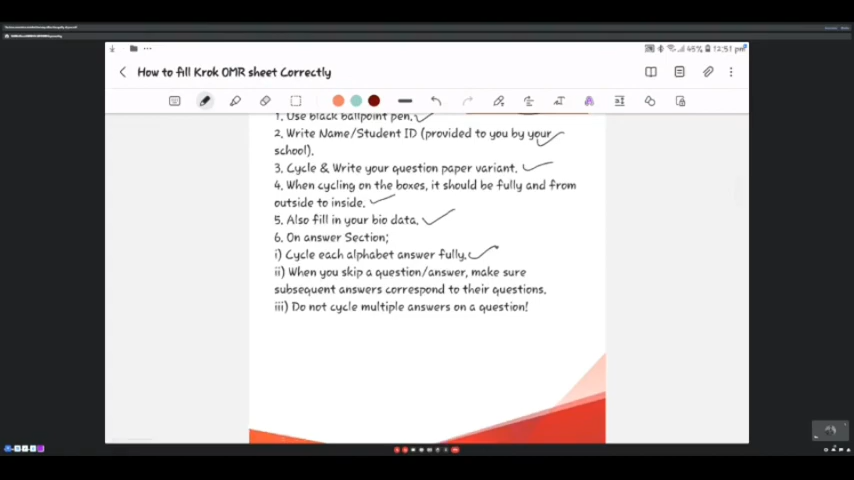 12:51 pm
45%
How to fill Krok OMR sheet Correctly
1. Use black ballpoint pen.
2. Write Name/Student ID (provided to you by your
school).
3. Cycle & Write your question paper variant.
4. When cycling on the boxes, it should be fully and from
outside to inside.
5. Also fill in your bio data.
6. On answer Section;
i) Cycle each alphabet answer fully.
ii) When you skip a question/answer, make sure
subsequent answers correspond to their questions.
iii) Do not cycle multiple answers on a question!